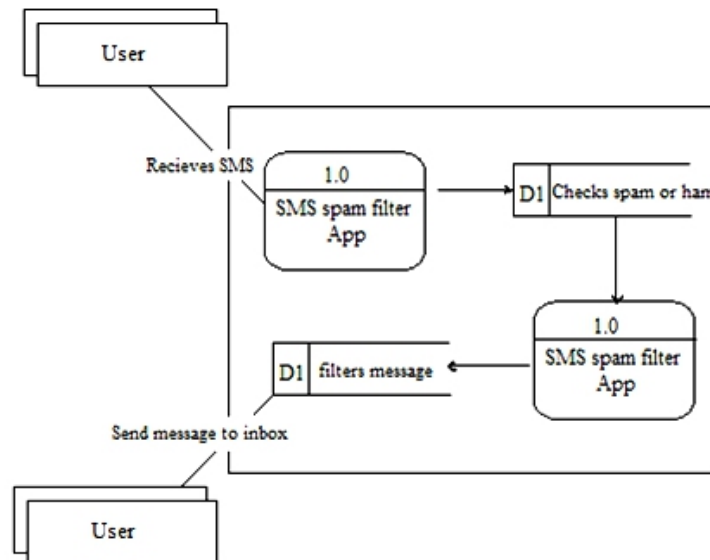 User
Recieves SMS
1.0
SMS spam filter
App
D1 Checks spam or ham
1.0
SMS spam filter
App
D1 filters message
Send message to inbox
User